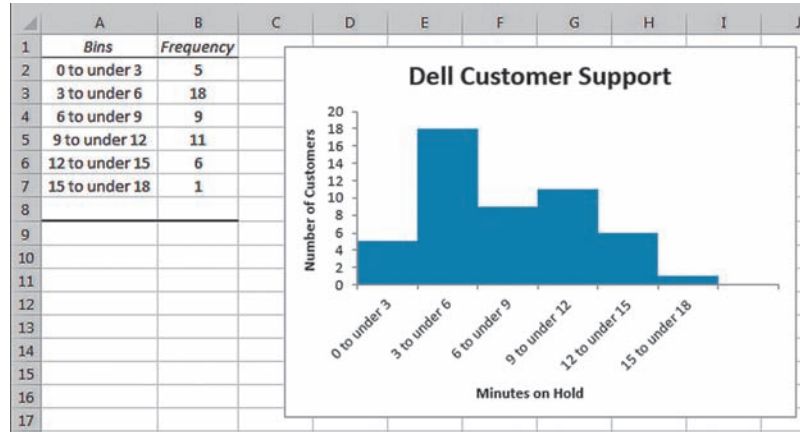 A B C D E F G H I J
1 Bins Frequency
2 0 to under 3 5
3 3 to under 6 18
4 6 to under 9 9
5 9 to under 12 11
6 12 to under 15 6
7 15 to under 18 1
8
9
10
11
12
13
14
15
16
17
Dell Customer Support
Number of Customers
20
18
16
14
12
10
8
6
4
2
0
0 to under 3
3 to under 6
6 to under 9
9 to under 12
12 to under 15
15 to under 18
Minutes on Hold